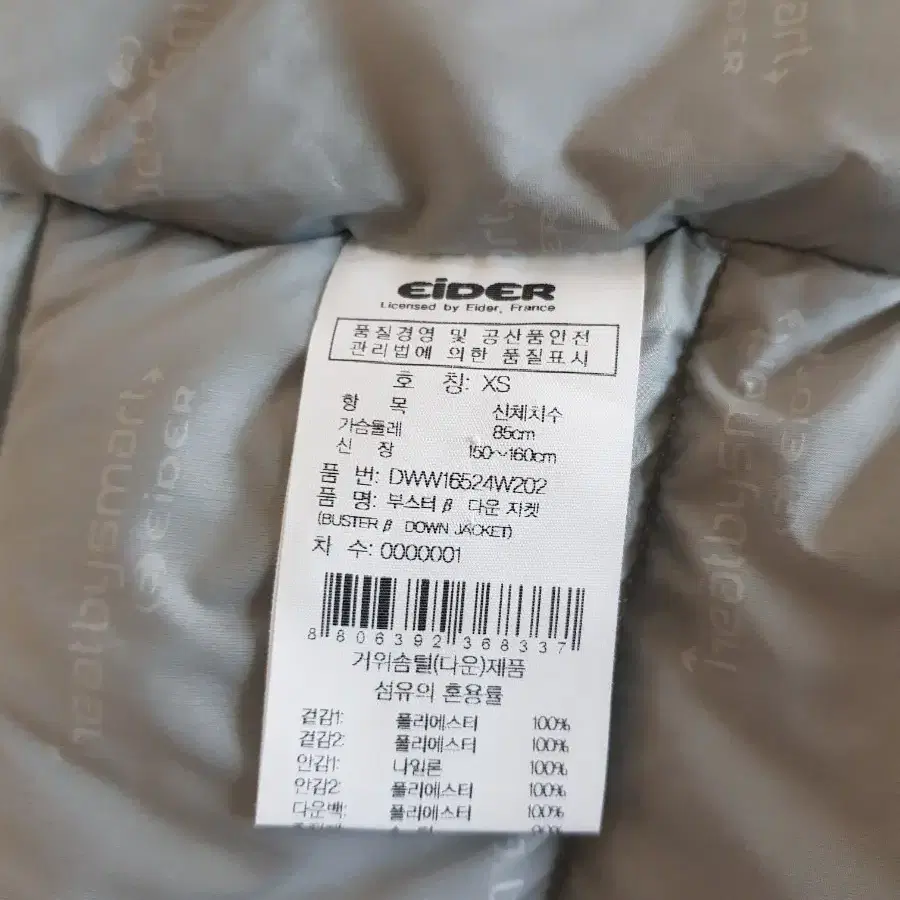 EiDER
Licensed by Eider, France
품질경영 및 공산품안전
관리법에 의한 품질표시
호 칭: XS
항 목 신체치수
가슴둘레 85cm
신 장 150~160cm
품 번: DWW16524W202
품 명: 부스터 β 다운 자켓
(BUSTER β DOWN JACKET)
차 수: 0000001
8 806392 368337
거위솜털(다운)제품
섬유의 혼용률
겉감1: 폴리에스터 100%
겉감2: 폴리에스터 100%
안감1: 나일론 100%
안감2: 폴리에스터 100%
다운백: 폴리에스터 100%
heatbysmart
EiDER
heatbysmart